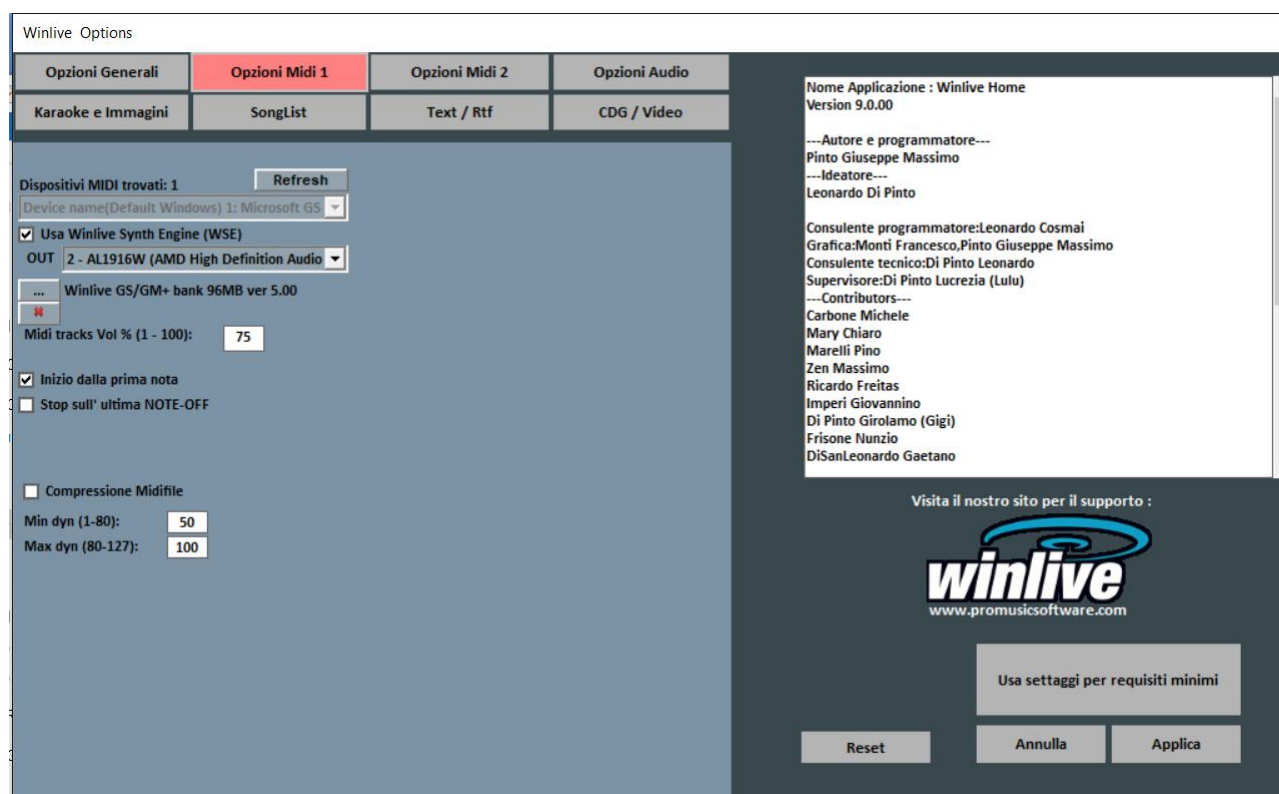 Winlive Options
Opzioni Generali
Opzioni Midi 1
Opzioni Midi 2
Opzioni Audio
Karaoke e Immagini
SongList
Text / Rtf
CDG / Video
Dispositivi MIDI trovati: 1
Refresh
Device name(Default Windows) 1: Microsoft GS
Usa Winlive Synth Engine (WSE)
OUT 2 - AL1916W (AMD High Definition Audio
... Winlive GS/GM+ bank 96MB ver 5.00
Midi tracks Vol % (1 - 100): 75
Inizio dalla prima nota
Stop sull' ultima NOTE-OFF
Compressione Midifile
Min dyn (1-80): 50
Max dyn (80-127): 100
Nome Applicazione : Winlive Home
Version 9.0.00
---Autore e programmatore---
Pinto Giuseppe Massimo
---Ideatore---
Leonardo Di Pinto
Consulente programmatore:Leonardo Cosmai
Grafica:Monti Francesco,Pinto Giuseppe Massimo
Consulente tecnico:Di Pinto Leonardo
Supervisore:Di Pinto Lucrezia (Lulu)
---Contributors---
Carbone Michele
Mary Chiaro
Marelli Pino
Zen Massimo
Ricardo Freitas
Imperi Giovannino
Di Pinto Girolamo (Gigi)
Frisone Nunzio
DiSanLeonardo Gaetano
Visita il nostro sito per il supporto :
winlive
www.promusicsoftware.com
Usa settaggi per requisiti minimi
Reset
Annulla
Applica